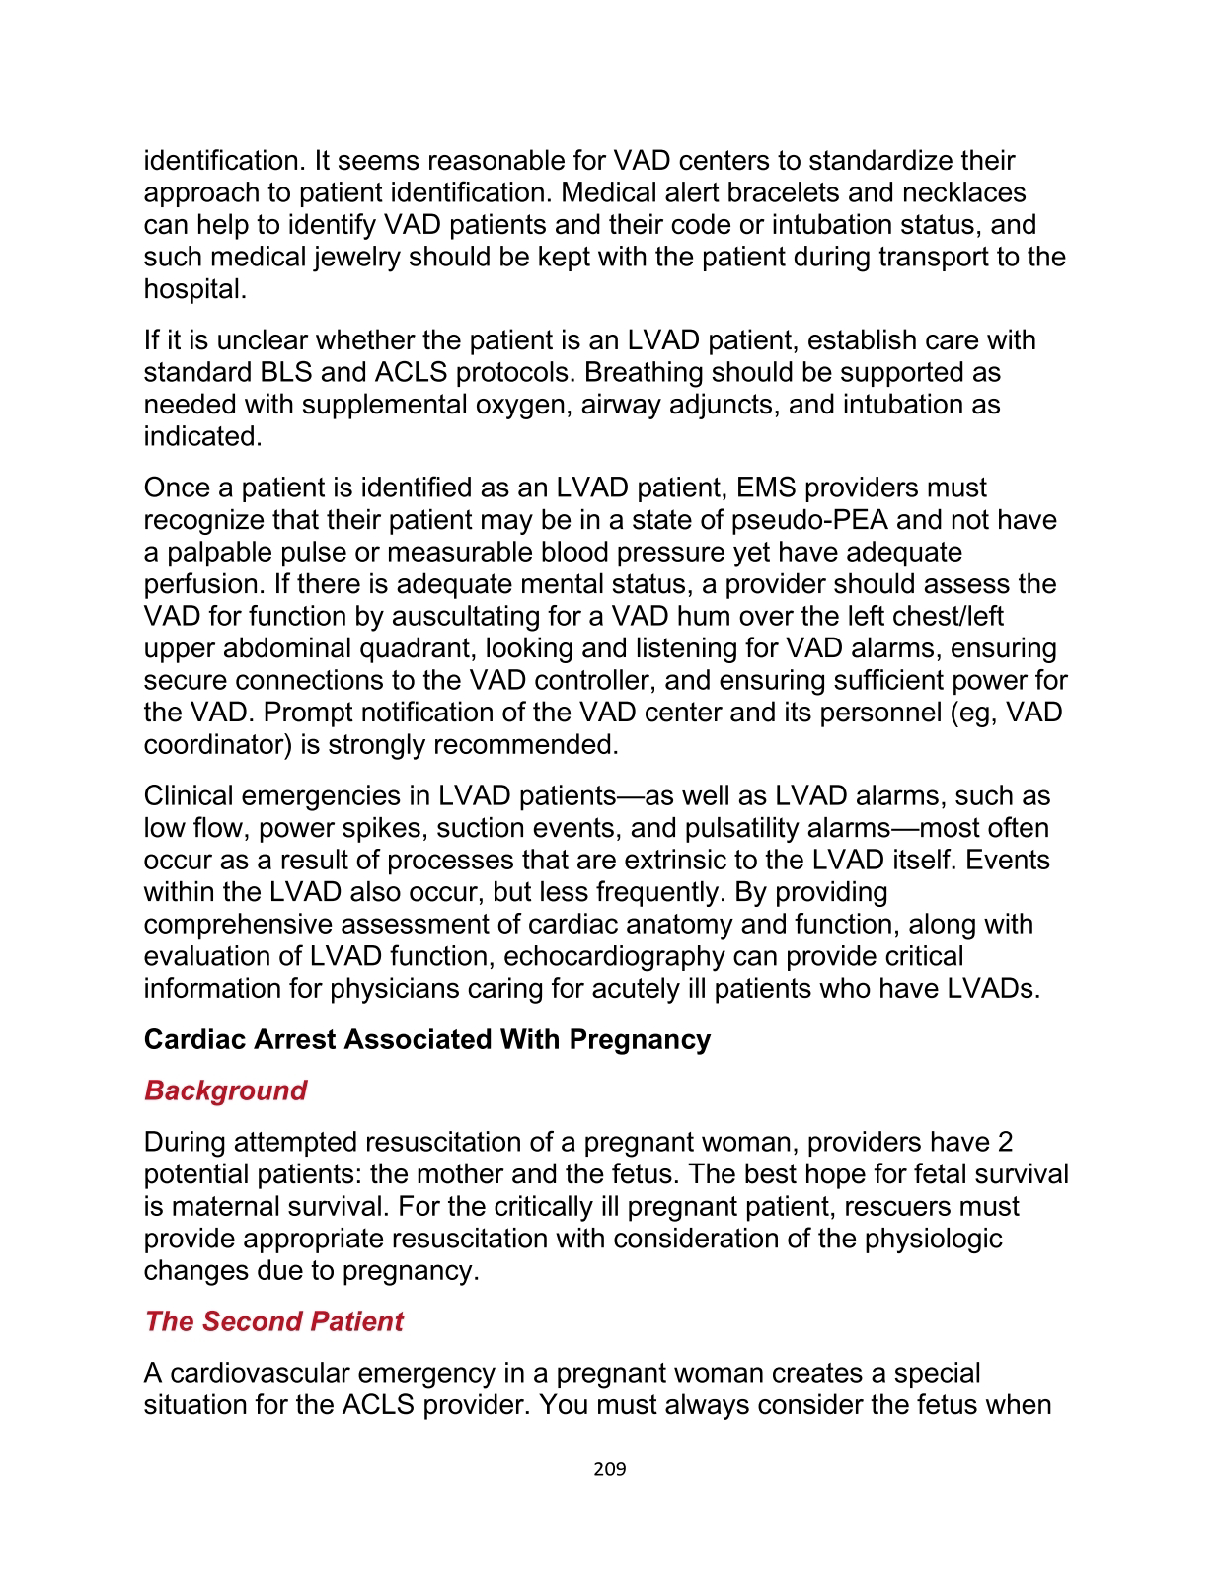 identification. It seems reasonable for VAD centers to standardize their
approach to patient identification. Medical alert bracelets and necklaces
can help to identify VAD patients and their code or intubation status, and
such medical jewelry should be kept with the patient during transport to the
hospital.
If it is unclear whether the patient is an LVAD patient, establish care with
standard BLS and ACLS protocols. Breathing should be supported as
needed with supplemental oxygen, airway adjuncts, and intubation as
indicated.
Once a patient is identified as an LVAD patient, EMS providers must
recognize that their patient may be in a state of pseudo-PEA and not have
a palpable pulse or measurable blood pressure yet have adequate
perfusion. If there is adequate mental status, a provider should assess the
VAD for function by auscultating for a VAD hum over the left chest/left
upper abdominal quadrant, looking and listening for VAD alarms, ensuring
secure connections to the VAD controller, and ensuring sufficient power for
the VAD. Prompt notification of the VAD center and its personnel (eg, VAD
coordinator) is strongly recommended.
Clinical emergencies in LVAD patients—as well as LVAD alarms, such as
low flow, power spikes, suction events, and pulsatility alarms—most often
occur as a result of processes that are extrinsic to the LVAD itself. Events
within the LVAD also occur, but less frequently. By providing
comprehensive assessment of cardiac anatomy and function, along with
evaluation of LVAD function, echocardiography can provide critical
information for physicians caring for acutely ill patients who have LVADs.
Cardiac Arrest Associated With Pregnancy
Background
During attempted resuscitation of a pregnant woman, providers have 2
potential patients: the mother and the fetus. The best hope for fetal survival
is maternal survival. For the critically ill pregnant patient, rescuers must
provide appropriate resuscitation with consideration of the physiologic
changes due to pregnancy.
The Second Patient
A cardiovascular emergency in a pregnant woman creates a special
situation for the ACLS provider. You must always consider the fetus when
209